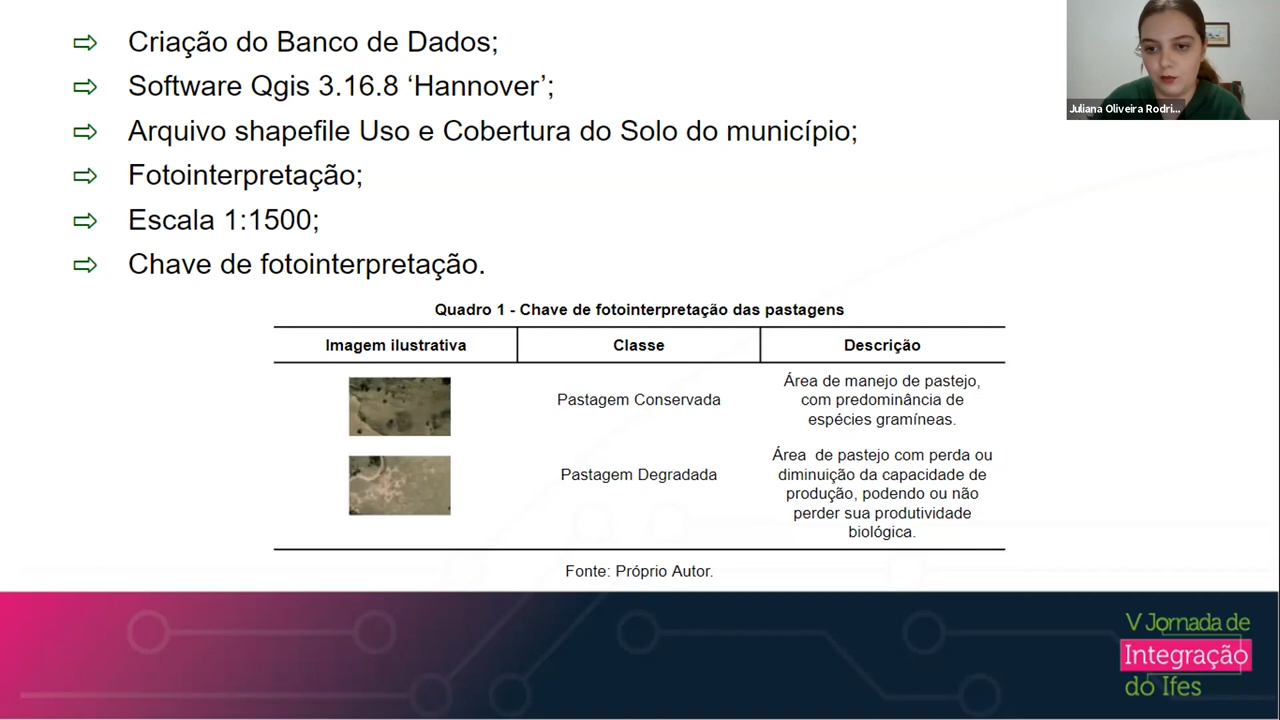 Criação do Banco de Dados;
Software Qgis 3.16.8 ‘Hannover’;
Arquivo shapefile Uso e Cobertura do Solo do município;
Fotointerpretação;
Escala 1:1500;
Chave de fotointerpretação.
Juliana Oliveira Rodri...
Quadro 1 - Chave de fotointerpretação das pastagens
Imagem ilustrativa
Classe
Descrição
Pastagem Conservada
Área de manejo de pastejo,
com predominância de
espécies gramíneas.
Pastagem Degradada
Área de pastejo com perda ou
diminuição da capacidade de
produção, podendo ou não
perder sua produtividade
biológica.
Fonte: Próprio Autor.
V Jornada de
Integração
do Ifes